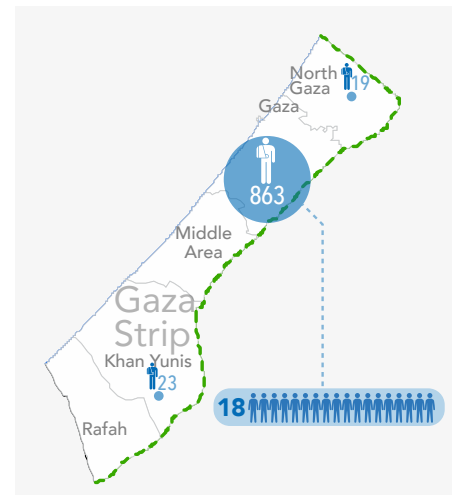 North
Gaza
19
Gaza
863
Middle
Area
Gaza
Strip
Khan Yunis
23
18
Rafah